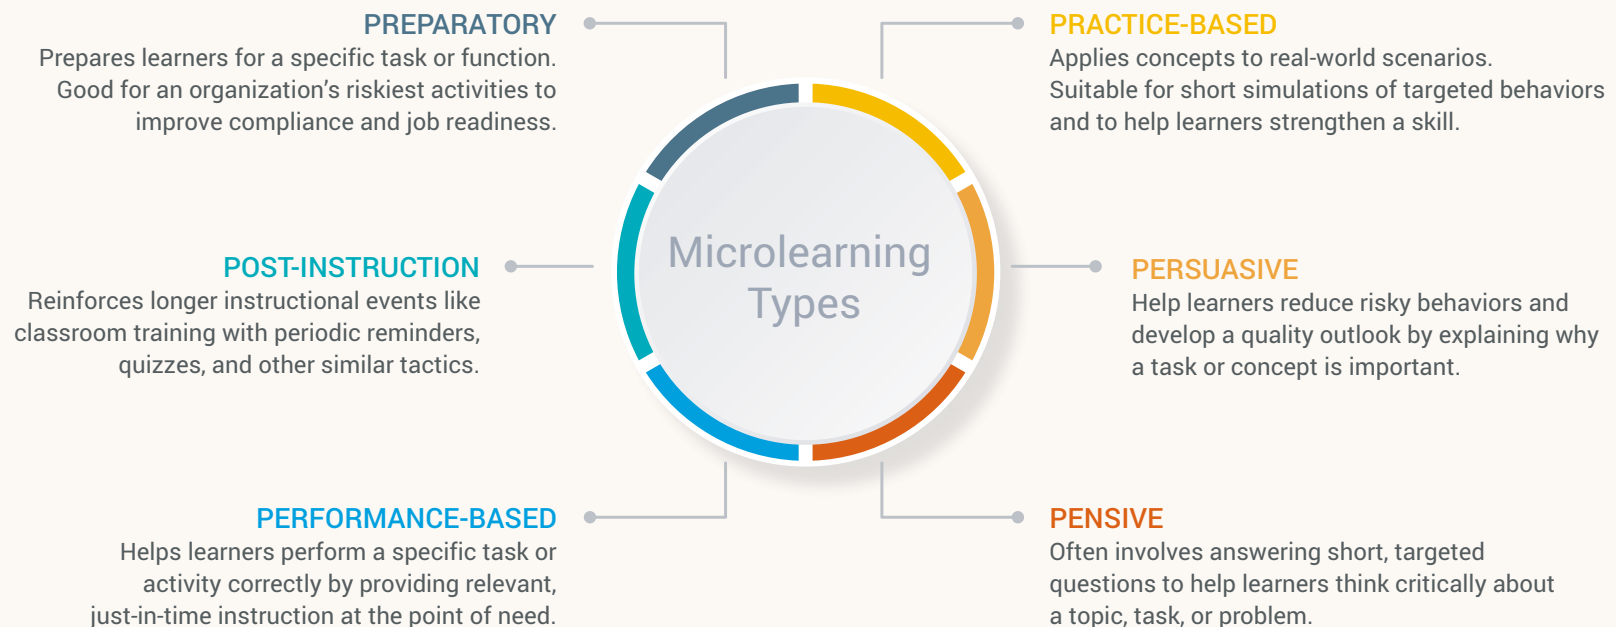 PREPARATORY
Prepares learners for a specific task or function.
Good for an organization’s riskiest activities to
improve compliance and job readiness.
PRACTICE-BASED
Applies concepts to real-world scenarios.
Suitable for short simulations of targeted behaviors
and to help learners strengthen a skill.
Microlearning
Types
POST-INSTRUCTION
Reinforces longer instructional events like
classroom training with periodic reminders,
quizzes, and other similar tactics.
PERSUASIVE
Help learners reduce risky behaviors and
develop a quality outlook by explaining why
a task or concept is important.
PERFORMANCE-BASED
Helps learners perform a specific task or
activity correctly by providing relevant,
just-in-time instruction at the point of need.
PENSIVE
Often involves answering short, targeted
questions to help learners think critically about
a topic, task, or problem.